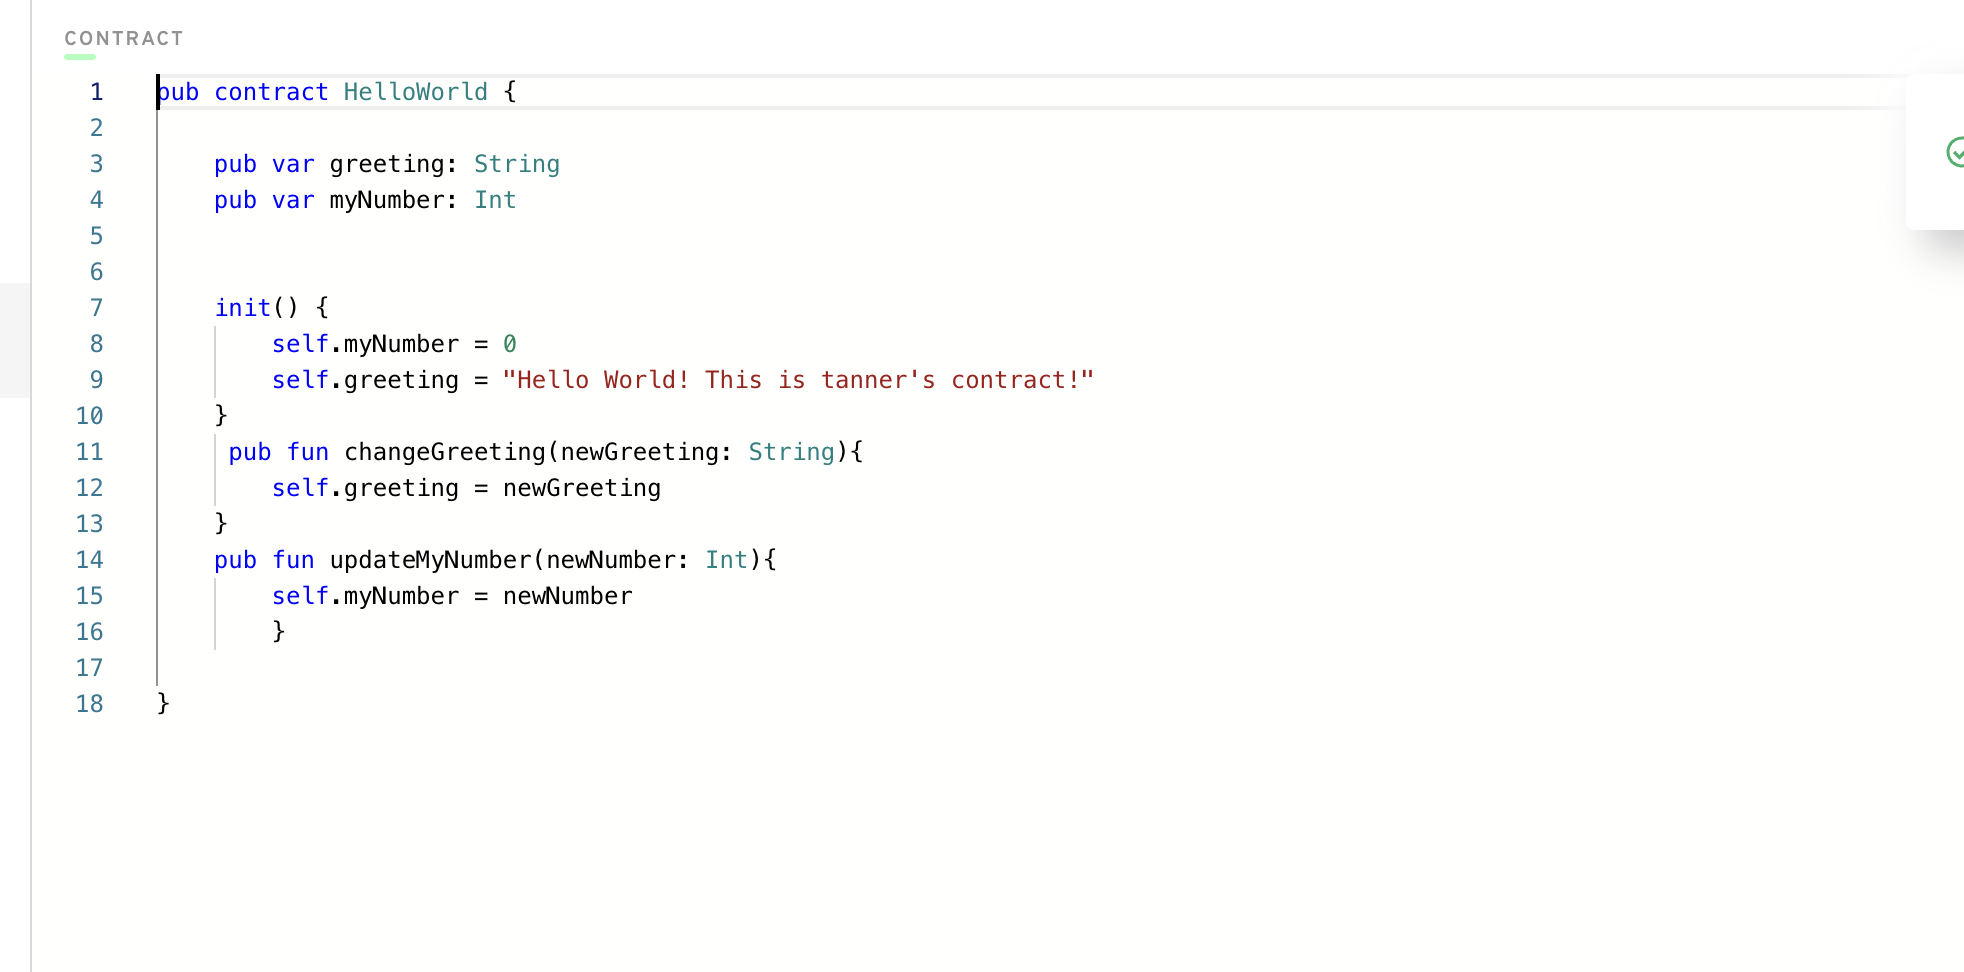 CONTRACT
1 pub contract HelloWorld {
2
3     pub var greeting: String
4     pub var myNumber: Int
5
6
7     init() {
8         self.myNumber = 0
9         self.greeting = "Hello World! This is tanner's contract!"
10     }
11      pub fun changeGreeting(newGreeting: String){
12         self.greeting = newGreeting
13     }
14     pub fun updateMyNumber(newNumber: Int){
15         self.myNumber = newNumber
16         }
17
18 }